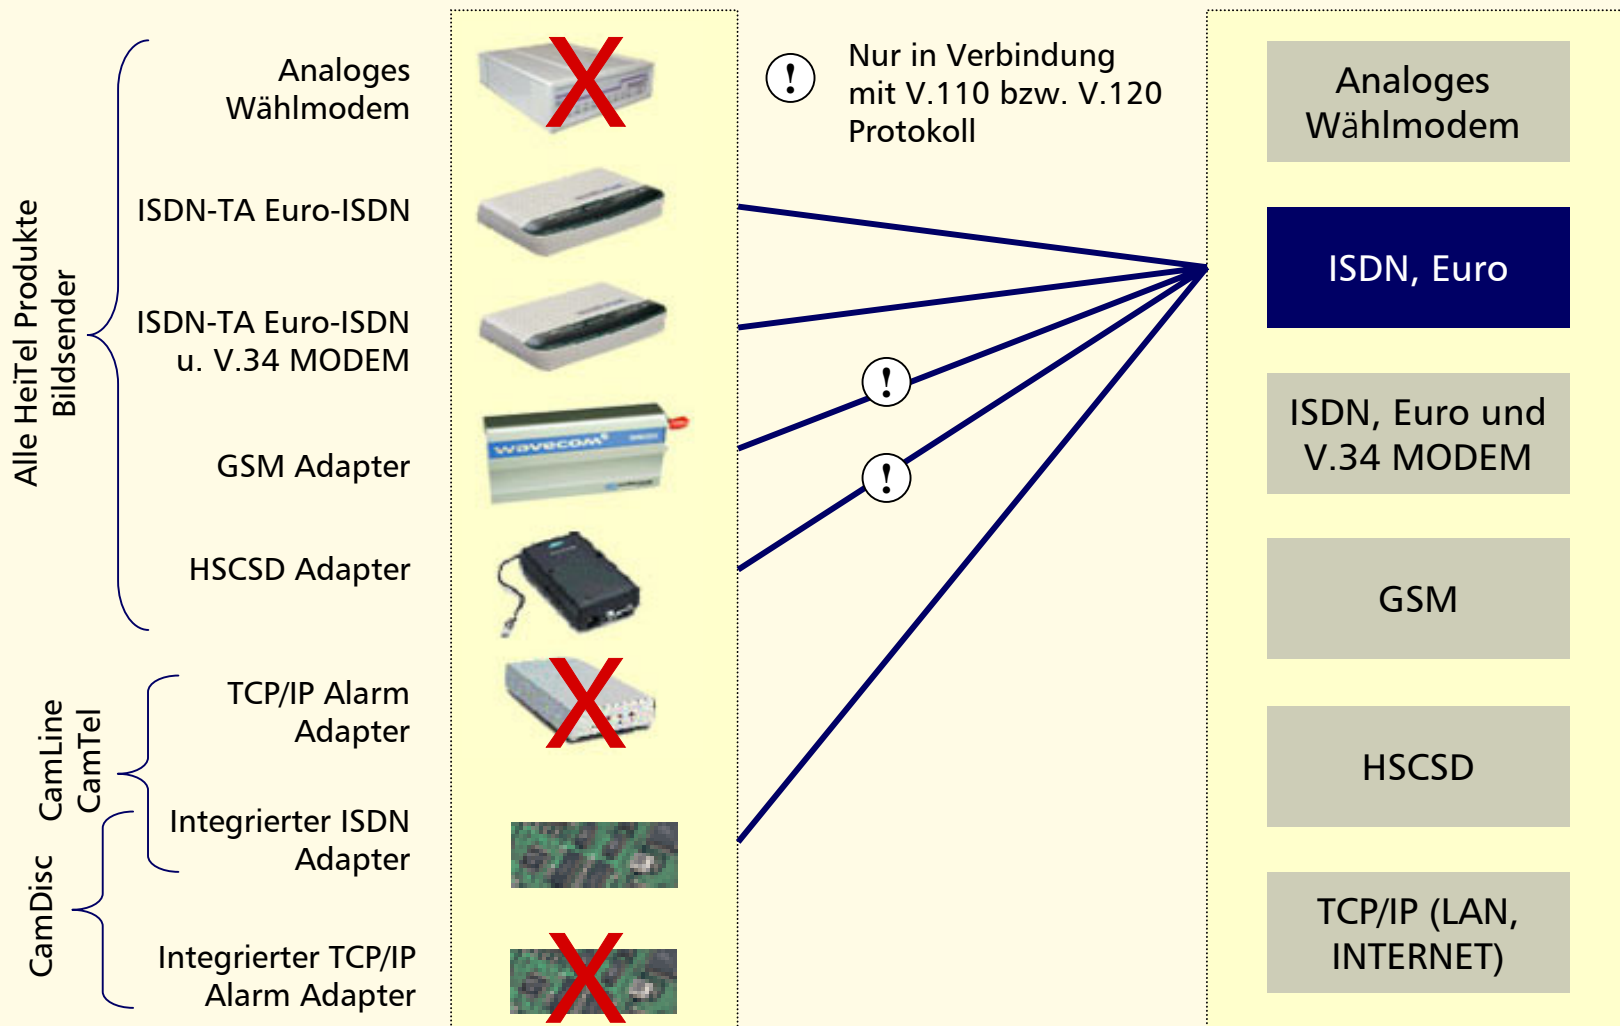 Alle HeiTel Produkte
Bildsender
CamLine
CamTel
CamDisc
Analoges
Wählmodem
ISDN-TA Euro-ISDN
ISDN-TA Euro-ISDN
u. V.34 MODEM
GSM Adapter
HSCSD Adapter
TCP/IP Alarm
Adapter
Integrierter ISDN
Adapter
Integrierter TCP/IP
Alarm Adapter
X
wavecom
X
X
!
Nur in Verbindung
mit V.110 bzw. V.120
Protokoll
!
!
Analoges
Wählmodem
ISDN, Euro
ISDN, Euro und
V.34 MODEM
GSM
HSCSD
TCP/IP (LAN,
INTERNET)